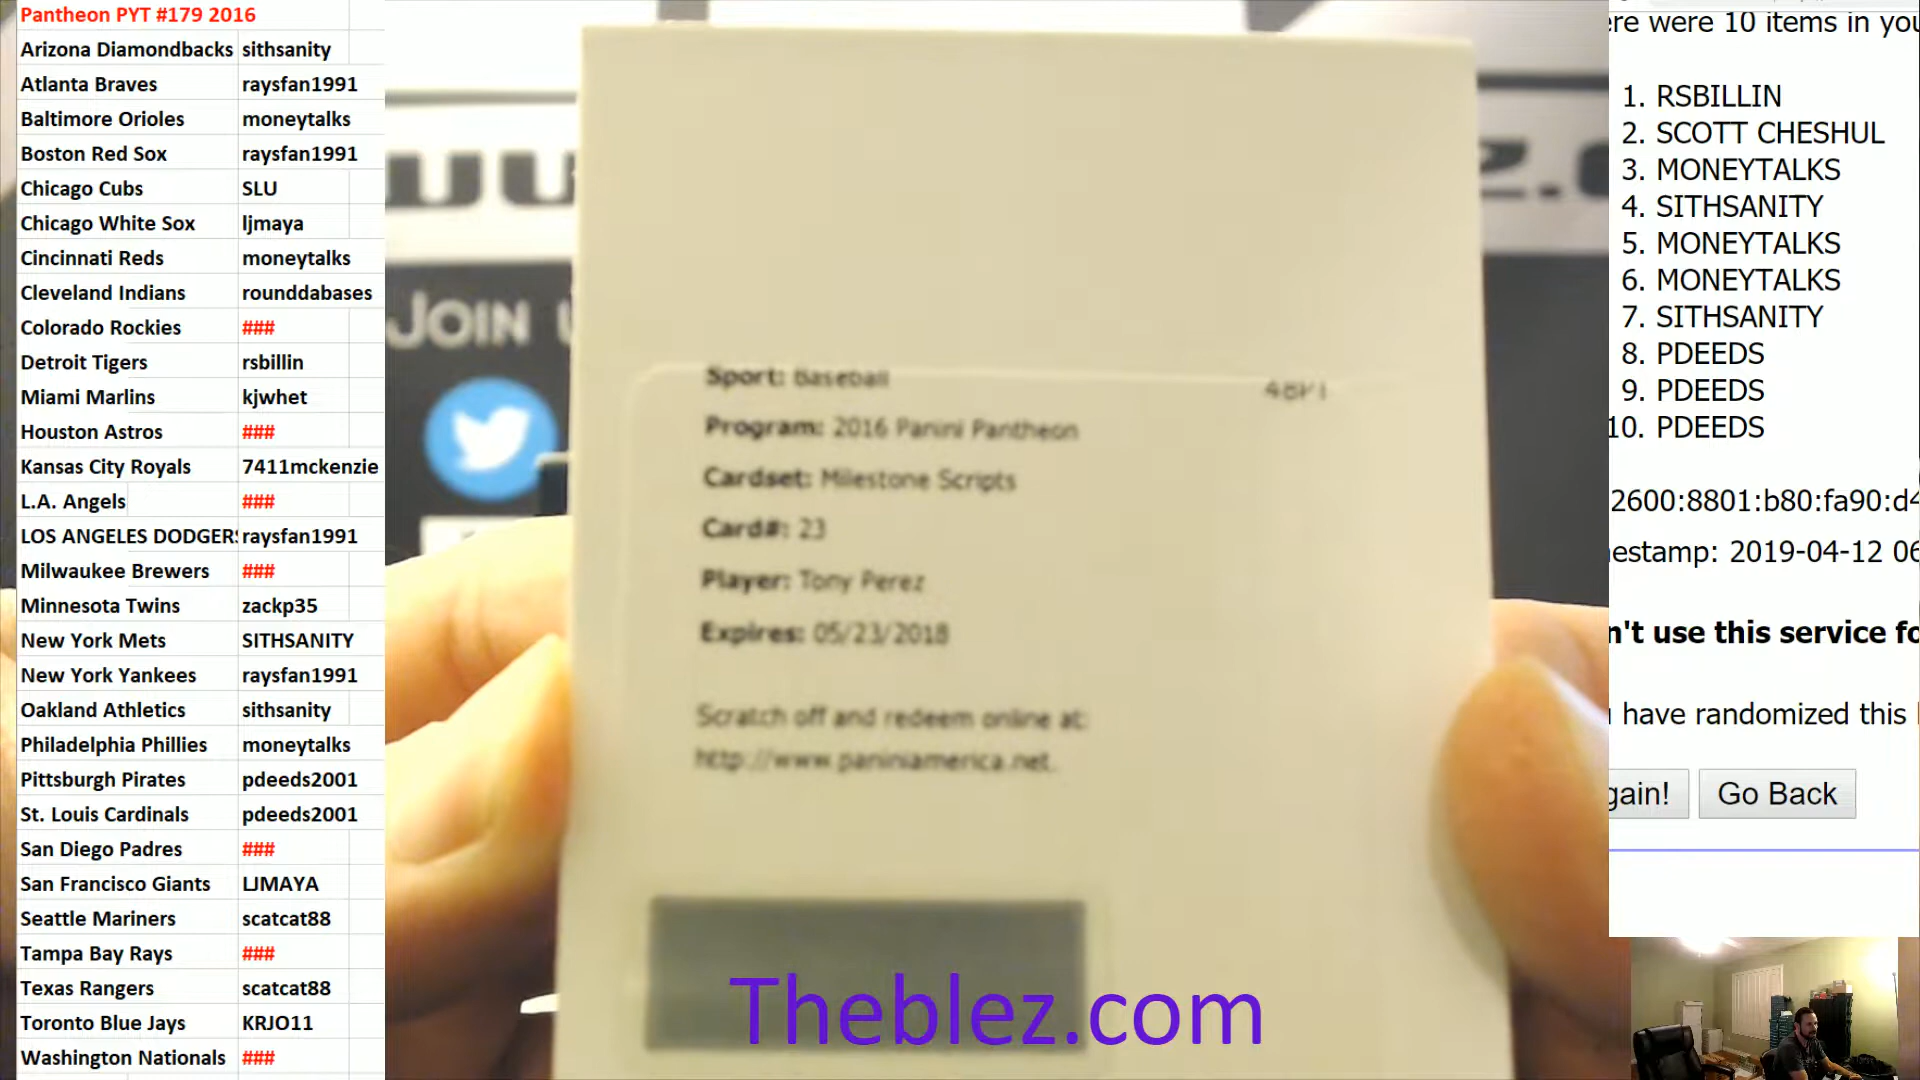 Pantheon PYT #179 2016
Arizona Diamondbacks sithsanity
Atlanta Braves raysfan1991
Baltimore Orioles moneytalks
Boston Red Sox raysfan1991
Chicago Cubs SLU
Chicago White Sox ljmaya
Cincinnati Reds moneytalks
Cleveland Indians rounddabases
Colorado Rockies ###
Detroit Tigers rsbillin
Miami Marlins kjwhet
Houston Astros ###
Kansas City Royals 7411mckenzie
L.A. Angels ###
LOS ANGELES DODGERS raysfan1991
Milwaukee Brewers ###
Minnesota Twins zackp35
New York Mets SITHSANITY
New York Yankees raysfan1991
Oakland Athletics sithsanity
Philadelphia Phillies moneytalks
Pittsburgh Pirates pdeeds2001
St. Louis Cardinals pdeeds2001
San Diego Padres ###
San Francisco Giants LJMAYA
Seattle Mariners scatcat88
Tampa Bay Rays ###
Texas Rangers scatcat88
Toronto Blue Jays KRJO11
Washington Nationals ###
JOIN
Sport: Baseball
Program: 2016 Panini Pantheon
Cardset: Milestone Scripts
Card#: 23
Player: Tony Perez
Expires: 05/23/2018
Scratch off and redeem online at:
http://www.paniniamerica.net.
Theblez.com
ere were 10 items in you
1. RSBILLIN
2. SCOTT CHESHUL
3. MONEYTALKS
4. SITHSANITY
5. MONEYTALKS
6. MONEYTALKS
7. SITHSANITY
8. PDEEDS
9. PDEEDS
10. PDEEDS
2600:8801:b80:fa90:d4
estamp: 2019-04-12 06
n't use this service fo
have randomized this
gain! Go Back